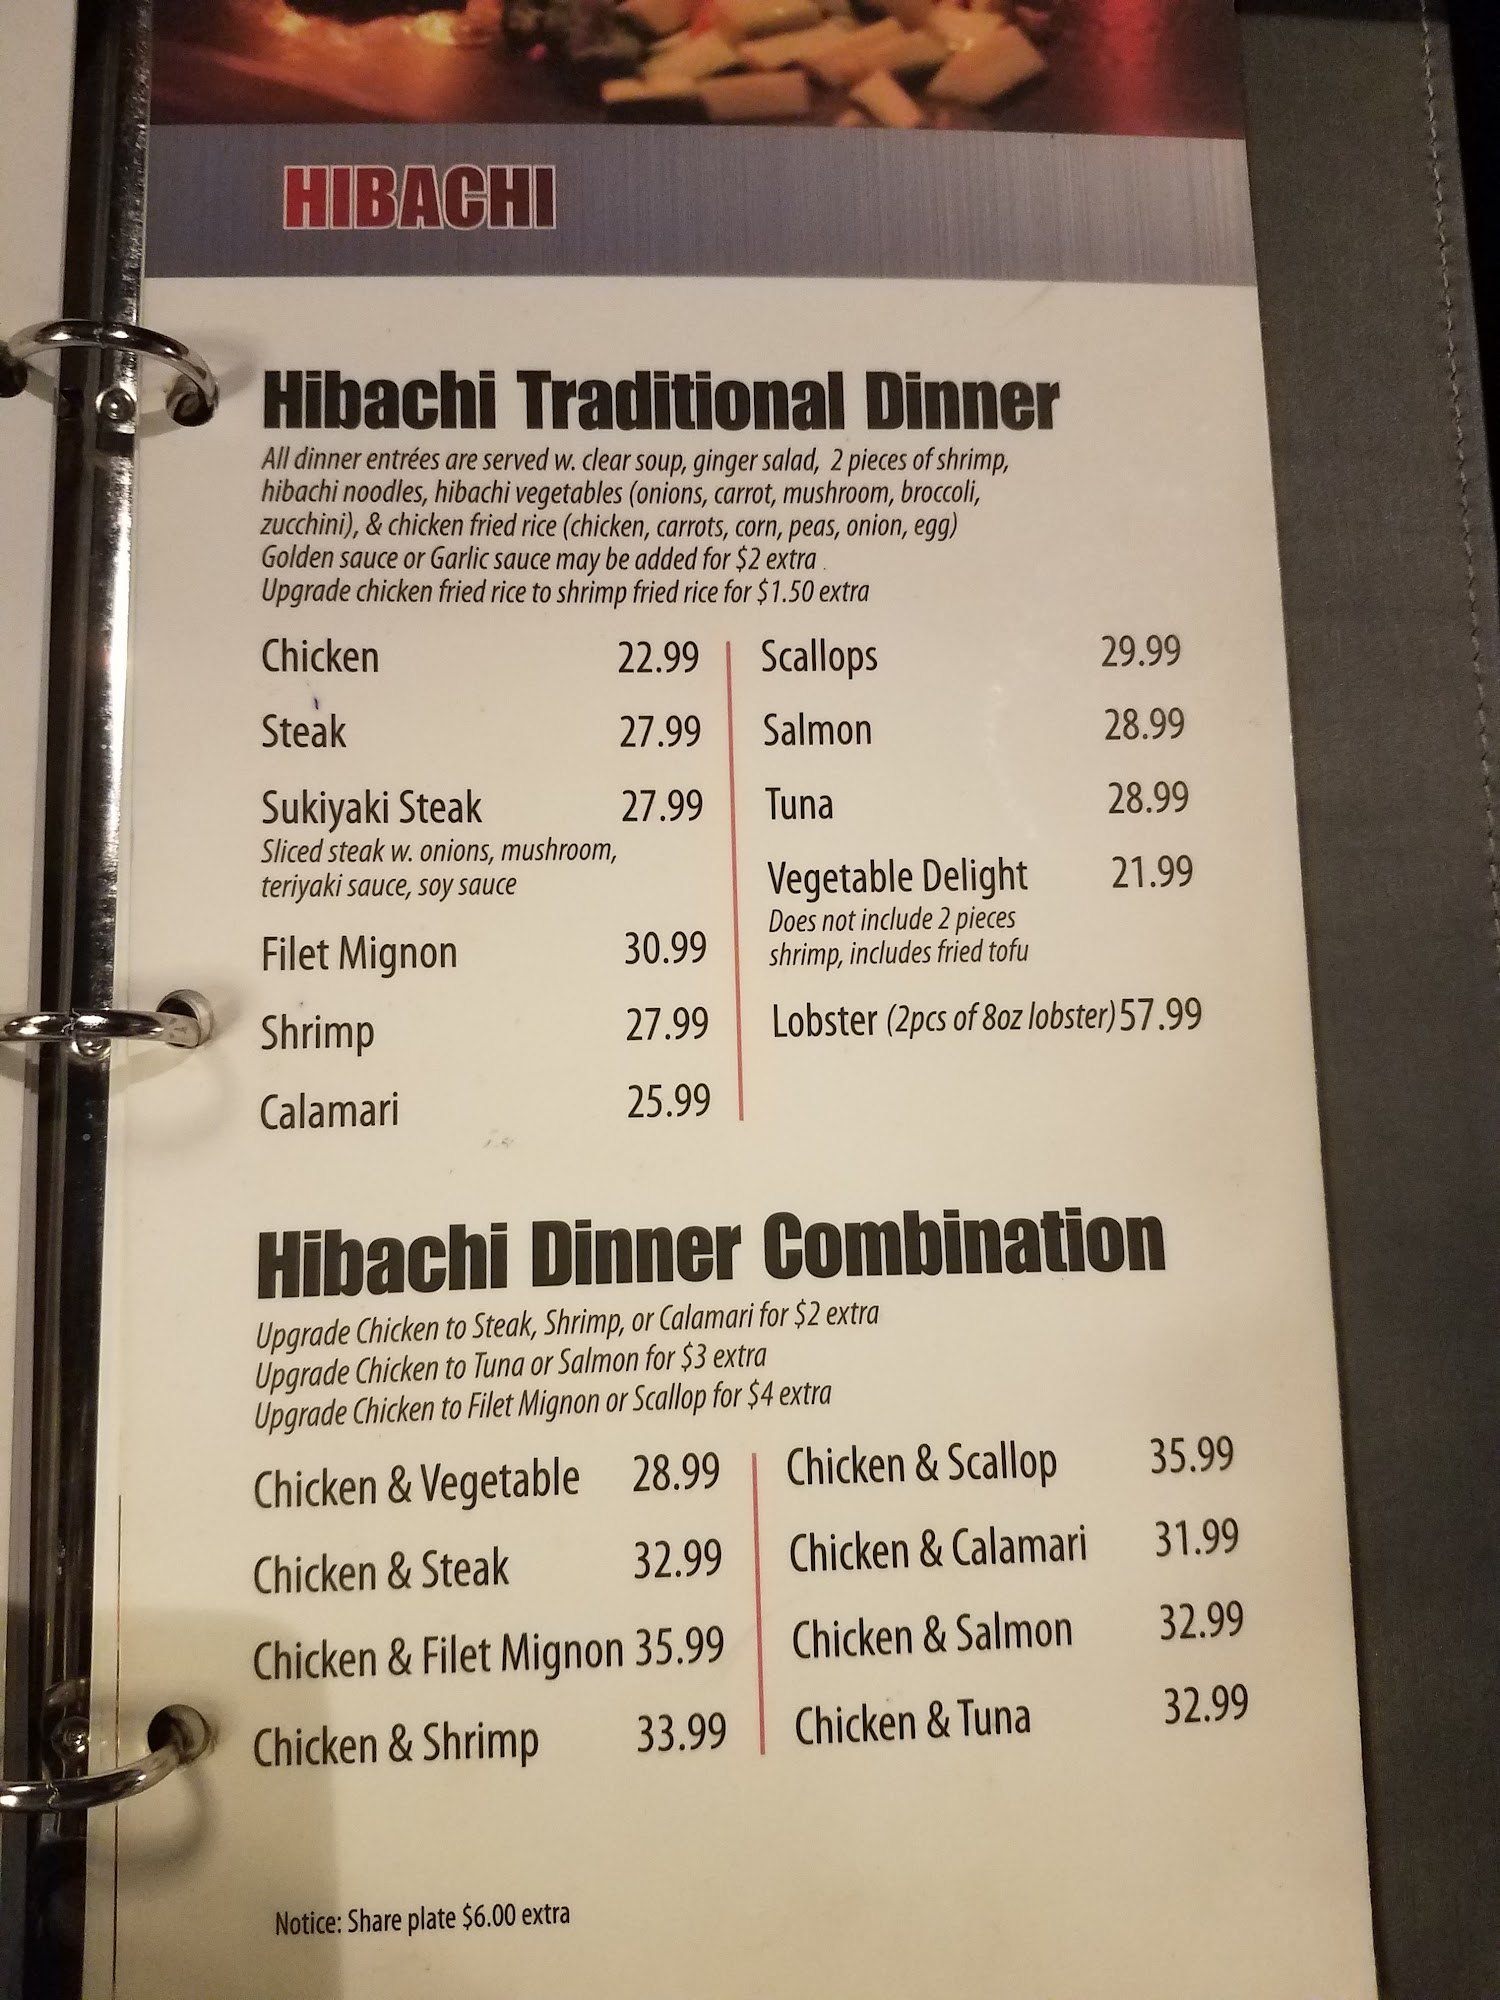 HIBACHI
Hibachi Traditional Dinner
All dinner entrées are served w. clear soup, ginger salad, 2 pieces of shrimp,
hibachi noodles, hibachi vegetables (onions, carrot, mushroom, broccoli,
zucchini), & chicken fried rice (chicken, carrots, corn, peas, onion, egg)
Golden sauce or Garlic sauce may be added for $2 extra
Upgrade chicken fried rice to shrimp fried rice for $1.50 extra
Chicken 22.99
Steak 27.99
Sukiyaki Steak 27.99
Sliced steak w. onions, mushroom,
teriyaki sauce, soy sauce
Filet Mignon 30.99
Shrimp 27.99
Calamari 25.99
Scallops 29.99
Salmon 28.99
Tuna 28.99
Vegetable Delight 21.99
Does not include 2 pieces
shrimp, includes fried tofu
Lobster (2pcs of 8oz lobster) 57.99
Hibachi Dinner Combination
Upgrade Chicken to Steak, Shrimp, or Calamari for $2 extra
Upgrade Chicken to Tuna or Salmon for $3 extra
Upgrade Chicken to Filet Mignon or Scallop for $4 extra
Chicken & Vegetable 28.99
Chicken & Steak 32.99
Chicken & Filet Mignon 35.99
Chicken & Shrimp 33.99
Chicken & Scallop 35.99
Chicken & Calamari 31.99
Chicken & Salmon 32.99
Chicken & Tuna 32.99
Notice: Share plate $6.00 extra